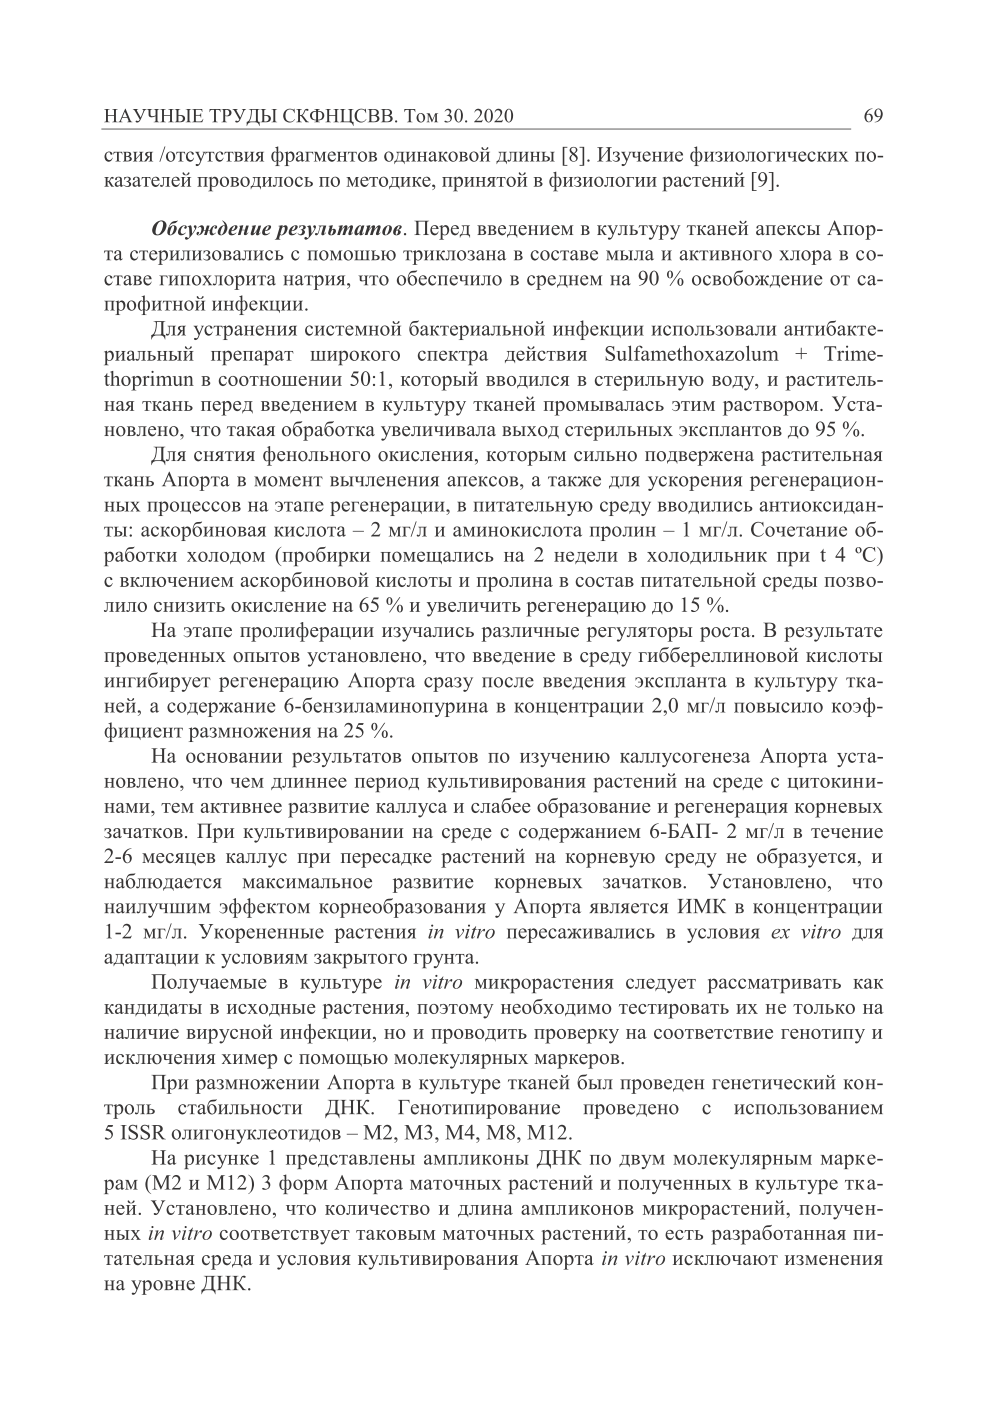 НАУЧНЫЕ ТРУДЫ СКФНЦСВВ. Том 30. 2020 69
ствия /отсутствия фрагментов одинаковой длины [8]. Изучение физиологических по-
казателей проводилось по методике, принятой в физиологии растений [9].
Обсуждение результатов. Перед введением в культуру тканей апексы Апор-
та стерилизовались с помощью триклозана в составе мыла и активного хлора в со-
ставе гипохлорита натрия, что обеспечило в среднем на 90 % освобождение от са-
профитной инфекции.
Для устранения системной бактериальной инфекции использовали антибакте-
риальный препарат широкого спектра действия Sulfamethoxazolum + Trime-
thoprimun в соотношении 50:1, который вводился в стерильную воду, и раститель-
ная ткань перед введением в культуру тканей промывалась этим раствором. Уста-
новлено, что такая обработка увеличивала выход стерильных эксплантов до 95 %.
Для снятия фенольного окисления, которым сильно подвержена растительная
ткань Апорта в момент вычленения апексов, а также для ускорения регенерацион-
ных процессов на этапе регенерации, в питательную среду вводились антиоксидан-
ты: аскорбиновая кислота – 2 мг/л и аминокислота пролин – 1 мг/л. Сочетание об-
работки холодом (пробирки помещались на 2 недели в холодильник при t 4 ºС)
с включением аскорбиновой кислоты и пролина в состав питательной среды позво-
лило снизить окисление на 65 % и увеличить регенерацию до 15 %.
На этапе пролиферации изучались различные регуляторы роста. В результате
проведенных опытов установлено, что введение в среду гиббереллиновой кислоты
ингибирует регенерацию Апорта сразу после введения экспланта в культуру тка-
ней, а содержание 6-бензиламинопурина в концентрации 2,0 мг/л повысило коэф-
фициент размножения на 25 %.
На основании результатов опытов по изучению каллусогенеза Апорта уста-
новлено, что чем длиннее период культивирования растений на среде с цитокини-
нами, тем активнее развитие каллуса и слабее образование и регенерация корневых
зачатков. При культивировании на среде с содержанием 6-БАП- 2 мг/л в течение
2-6 месяцев каллус при пересадке растений на корневую среду не образуется, и
наблюдается максимальное развитие корневых зачатков. Установлено, что
наилучшим эффектом корнеобразования у Апорта является ИМК в концентрации
1-2 мг/л. Укорененные растения in vitro пересаживались в условия ex vitro для
адаптации к условиям закрытого грунта.
Получаемые в культуре in vitro микрорастения следует рассматривать как
кандидаты в исходные растения, поэтому необходимо тестировать их не только на
наличие вирусной инфекции, но и проводить проверку на соответствие генотипу и
исключения химер с помощью молекулярных маркеров.
При размножении Апорта в культуре тканей был проведен генетический кон-
троль стабильности ДНК. Генотипирование проведено с использованием
5 ISSR олигонуклеотидов – М2, М3, М4, М8, М12.
На рисунке 1 представлены ампликоны ДНК по двум молекулярным марке-
рам (М2 и М12) 3 форм Апорта маточных растений и полученных в культуре тка-
ней. Установлено, что количество и длина ампликонов микрорастений, получен-
ных in vitro соответствует таковым маточных растений, то есть разработанная пи-
тательная среда и условия культивирования Апорта in vitro исключают изменения
на уровне ДНК.